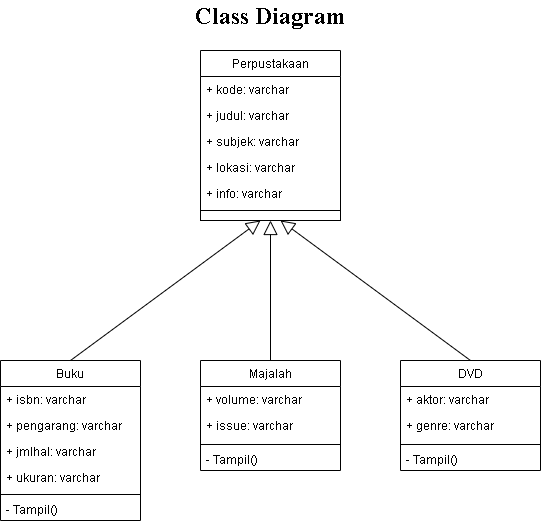 Class Diagram
Perpustakaan
+ kode: varchar
+ judul: varchar
+ subjek: varchar
+ lokasi: varchar
+ info: varchar
Buku
+ isbn: varchar
+ pengarang: varchar
+ jmlhal: varchar
+ ukuran: varchar
- Tampil()
Majalah
+ volume: varchar
+ issue: varchar
- Tampil()
DVD
+ aktor: varchar
+ genre: varchar
- Tampil()